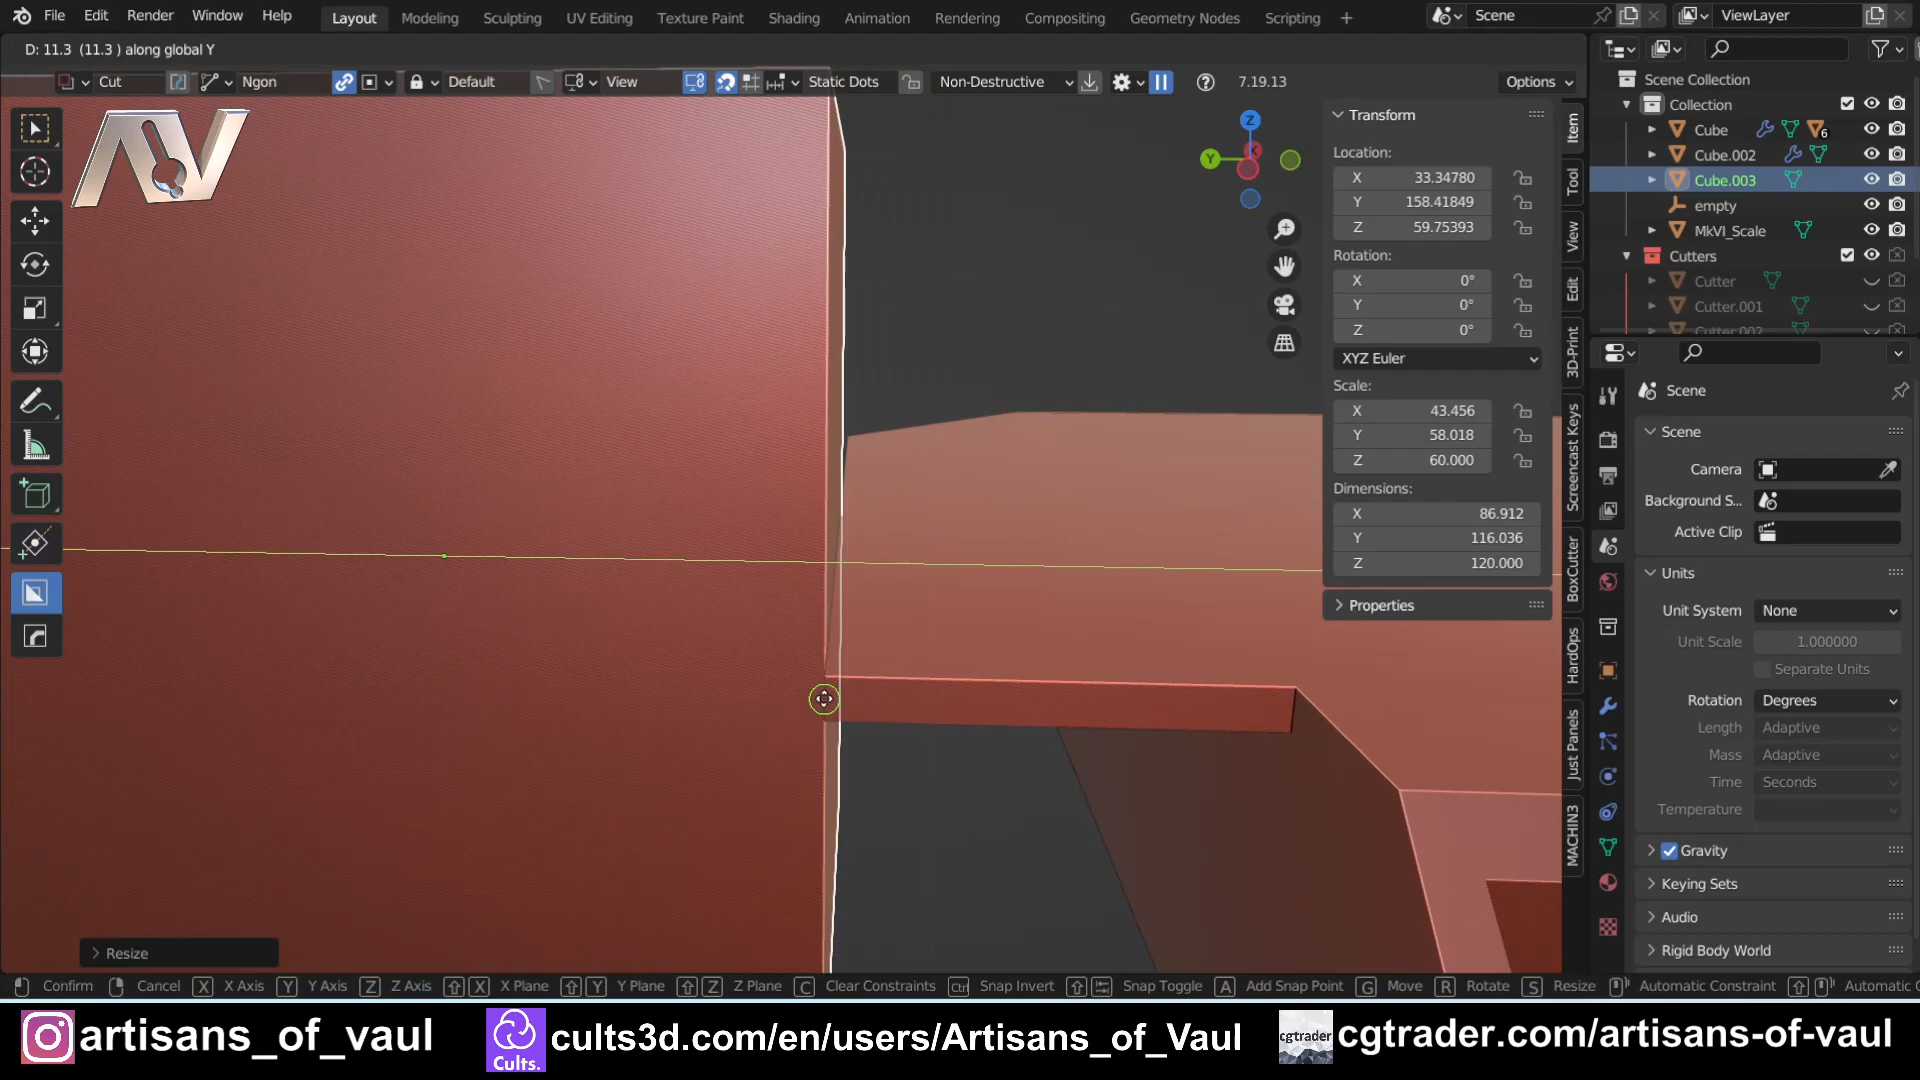 File Edit Render Window Help Layout Modeling Sculpting UV Editing Texture Paint Shading Animation Rendering Compositing Geometry Nodes Scripting + Scene ViewLayer
D: 11.3 (11.3 ) along global Y
Cut Ngon Default View Static Dots Non-Destructive 7.19.13 Options
Scene Collection
Collection
Cube 6
Cube.002
Cube.003
empty
MkVI_Scale
Cutters
Cutter
Cutter.001
Cutter.002
Z
Y
Transform
Location:
X 33.34780
Y 158.41849
Z 59.75393
Rotation:
X 0°
Y 0°
Z 0°
XYZ Euler
Scale:
X 43.456
Y 58.018
Z 60.000
Dimensions:
X 86.912
Y 116.036
Z 120.000
Properties
Item
Tool
View
Edit
3D-Print
Screencast Keys
BoxCutter
HardOps
Just Panels
MACHIN3
Scene
Scene
Camera
Background S...
Active Clip
Units
Unit System None
Unit Scale 1.000000
Separate Units
Rotation Degrees
Length Adaptive
Mass Adaptive
Time Seconds
Temperature
Gravity
Keying Sets
Audio
Rigid Body World
Resize
Confirm Cancel X X Axis Y Y Axis Z Z Axis X X Plane Y Y Plane Z Z Plane C Clear Constraints Ctrl Snap Invert Snap Toggle A Add Snap Point G Move R Rotate S Resize Automatic Constraint Automatic C
artisans_of_vaul Cults. cults3d.com/en/users/Artisans_of_Vaul cgtrader cgtrader.com/artisans-of-vaul